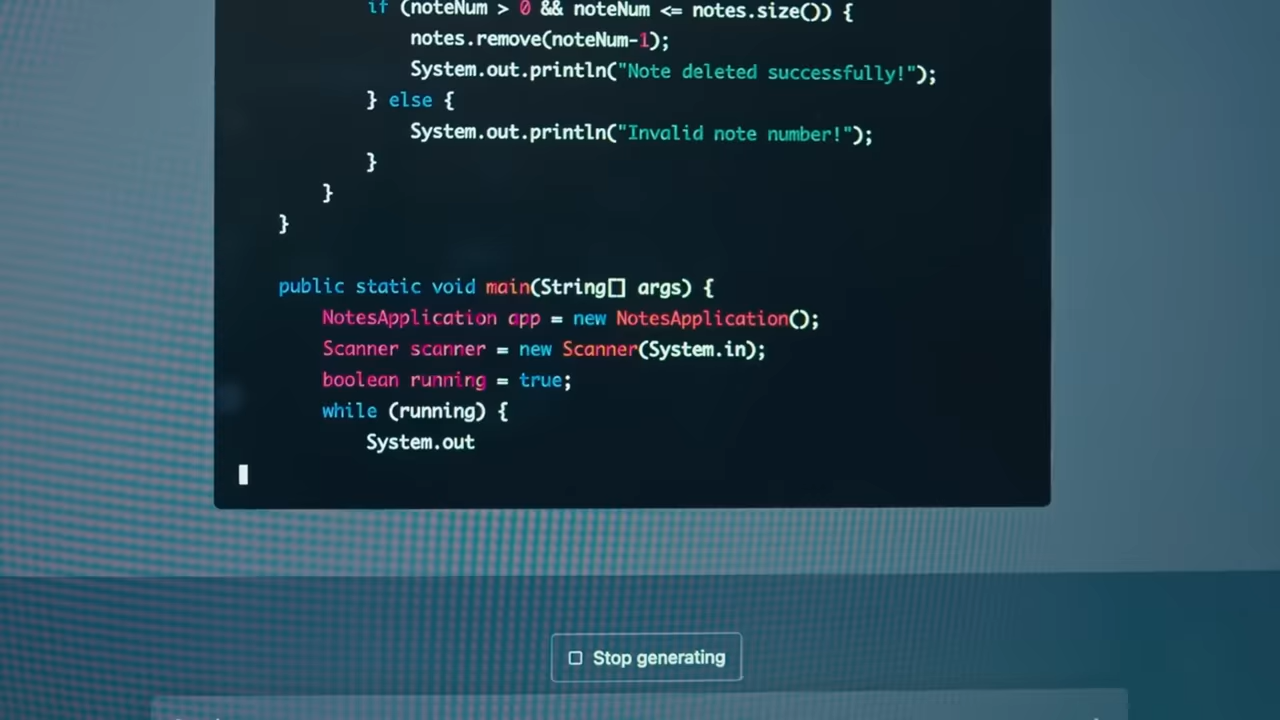 if (noteNum > 0 && noteNum <= notes.size()) {
notes.remove(noteNum-1);
System.out.println("Note deleted successfully!");
} else {
System.out.println("Invalid note number!");
}
}
}
public static void main(String[] args) {
NotesApplication app = new NotesApplication();
Scanner scanner = new Scanner(System.in);
boolean running = true;
while (running) {
System.out
Stop generating